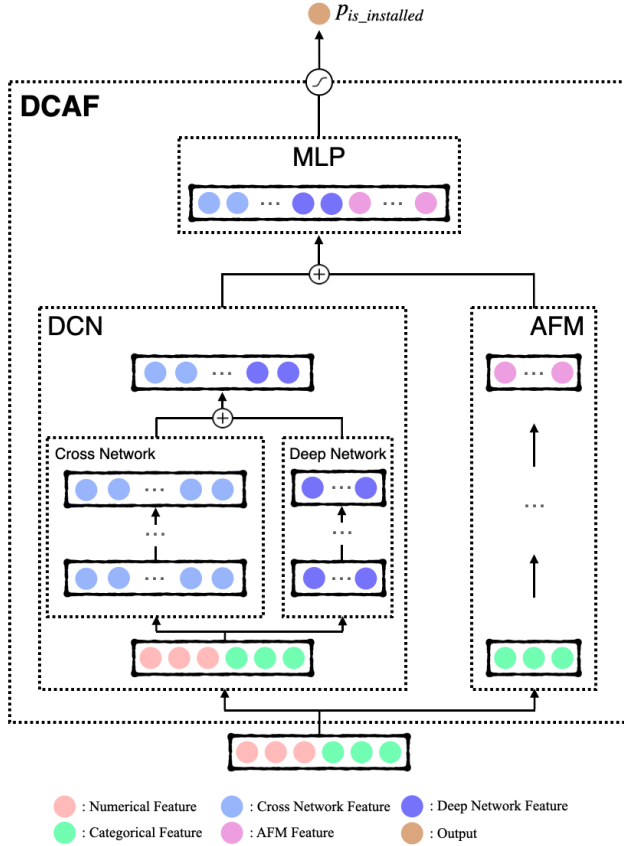 p_is_installed
DCAF
MLP
...
...
DCN
AFM
...
...
Cross Network
Deep Network
...
...
...
...
...
...
...
: Numerical Feature
: Cross Network Feature
: Deep Network Feature
: Categorical Feature
: AFM Feature
: Output